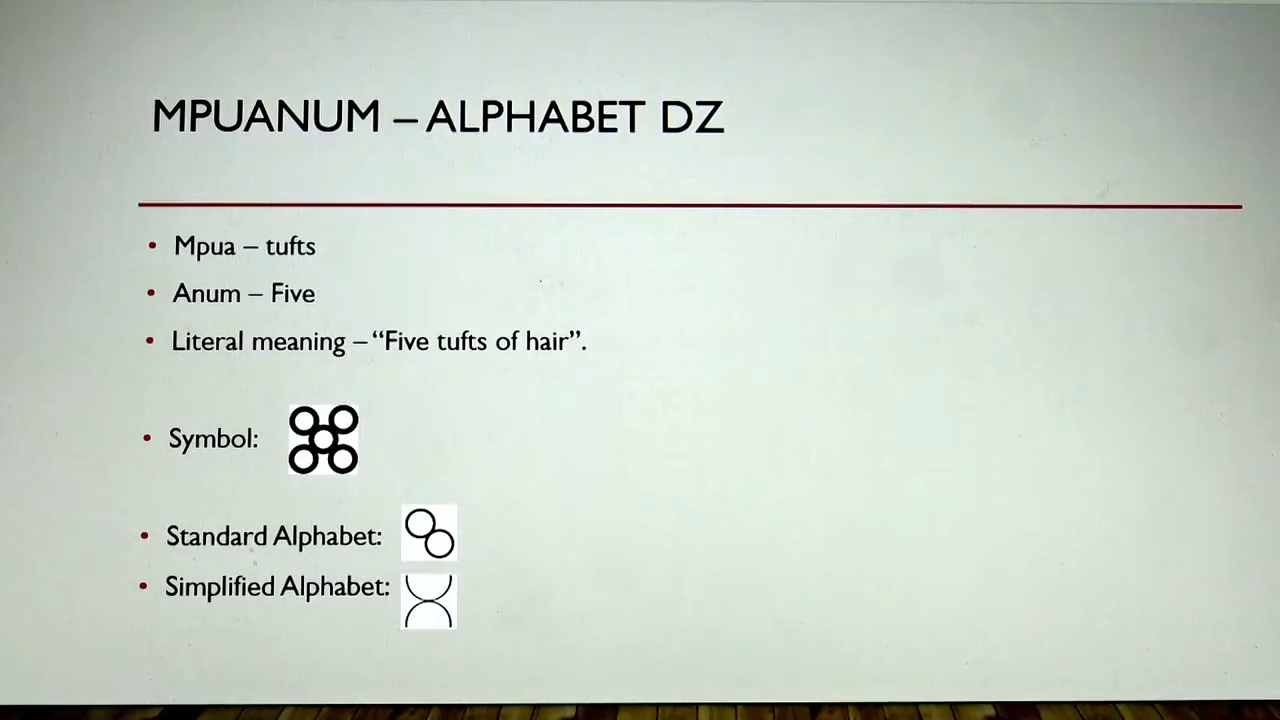 MPUANUM – ALPHABET DZ
• Mpua – tufts
• Anum – Five
• Literal meaning – “Five tufts of hair”.
• Symbol:
• Standard Alphabet:
• Simplified Alphabet: